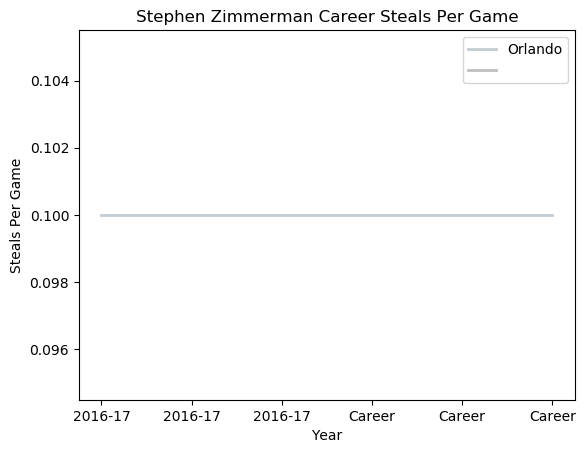 Stephen Zimmerman Career Steals Per Game
Orlando
0.104
0.102
0.100
0.098
0.096
Steals Per Game
2016-17 2016-17 2016-17 Career Career Career
Year